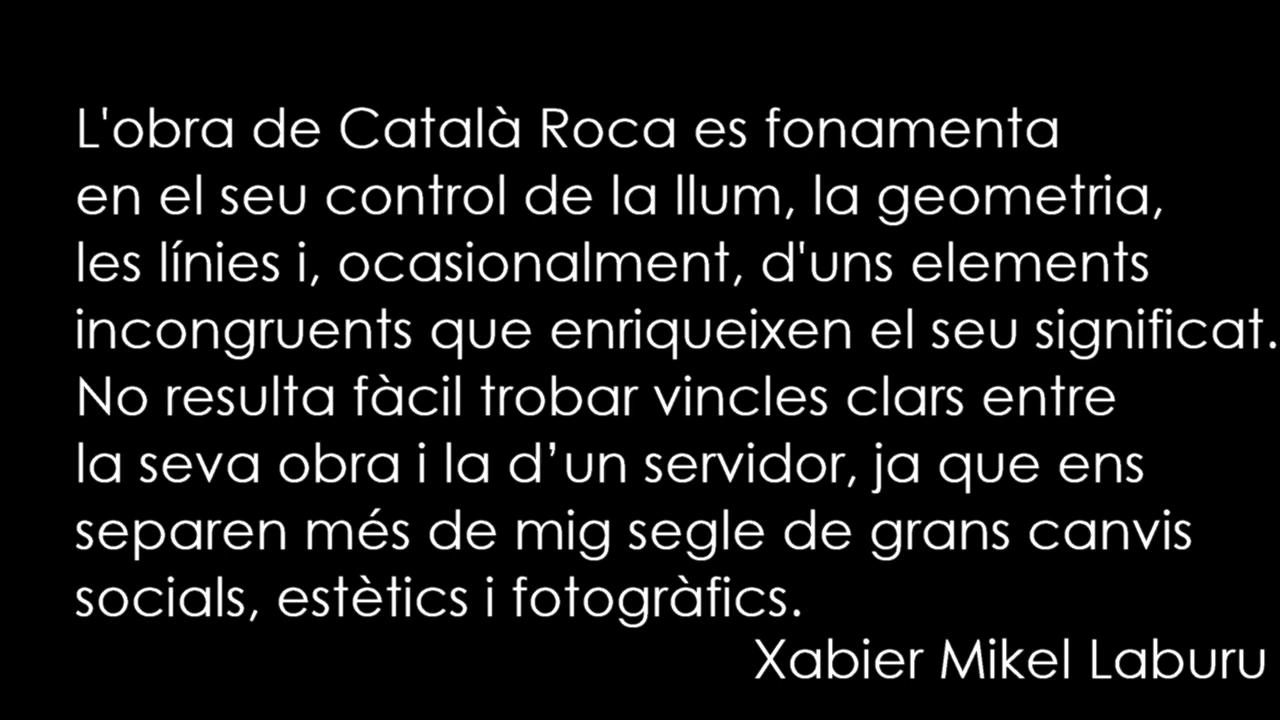 L'obra de Català Roca es fonamenta
en el seu control de la llum, la geometria,
les línies i, ocasionalment, d'uns elements
incongruents que enriqueixen el seu significat.
No resulta fàcil trobar vincles clars entre
la seva obra i la d’un servidor, ja que ens
separen més de mig segle de grans canvis
socials, estètics i fotogràfics.
Xabier Mikel Laburu